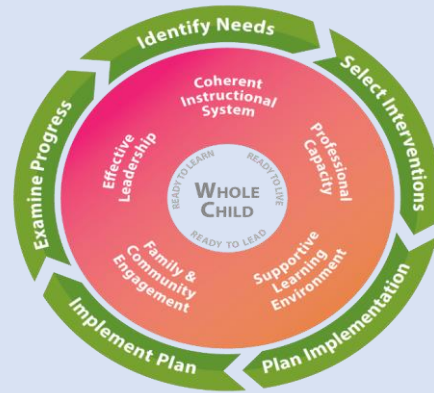 Identify Needs
Select Interventions
Plan Implementation
Implement Plan
Examine Progress
Coherent
Instructional
System
Professional
Capacity
Supportive
Learning
Environment
Family &
Community
Engagement
Effective
Leadership
READY TO LEARN
READY TO LIVE
READY TO LEAD
WHOLE
CHILD